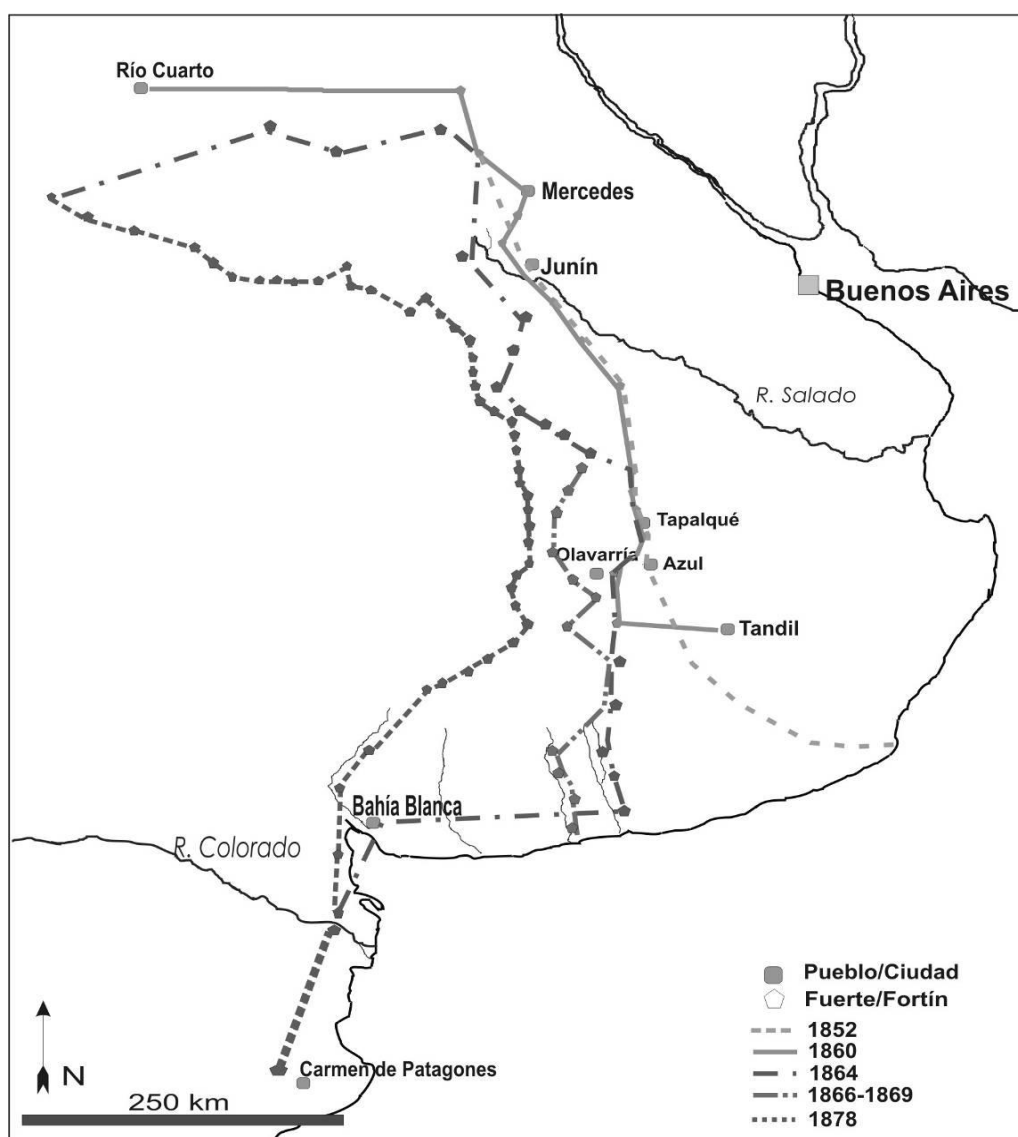 Río Cuarto
Mercedes
Junín
Buenos Aires
R. Salado
Tapalqué
Olavarría
Azul
Tandil
Bahía Blanca
R. Colorado
Carmen de Patagones
N
250 km
Pueblo/Ciudad
Fuerte/Fortín
1852
1860
1864
1866-1869
1878